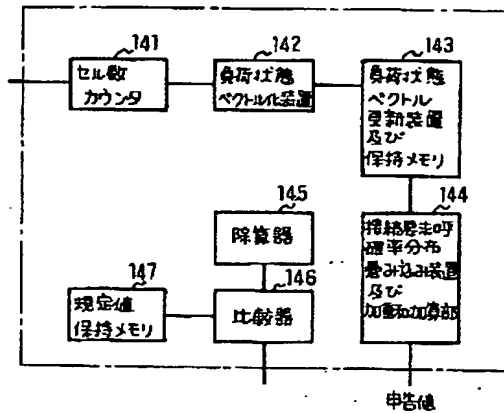 141
セル数
カウンタ
142
負荷状態
ベクトル化装置
143
負荷状態
ベクトル
更新装置
及び
保持メモリ
144
接続要求呼
確率分布
畳み込み装置
及び
加重和加算部
145
除算器
146
比較器
147
規定値
保持メモリ
申告値